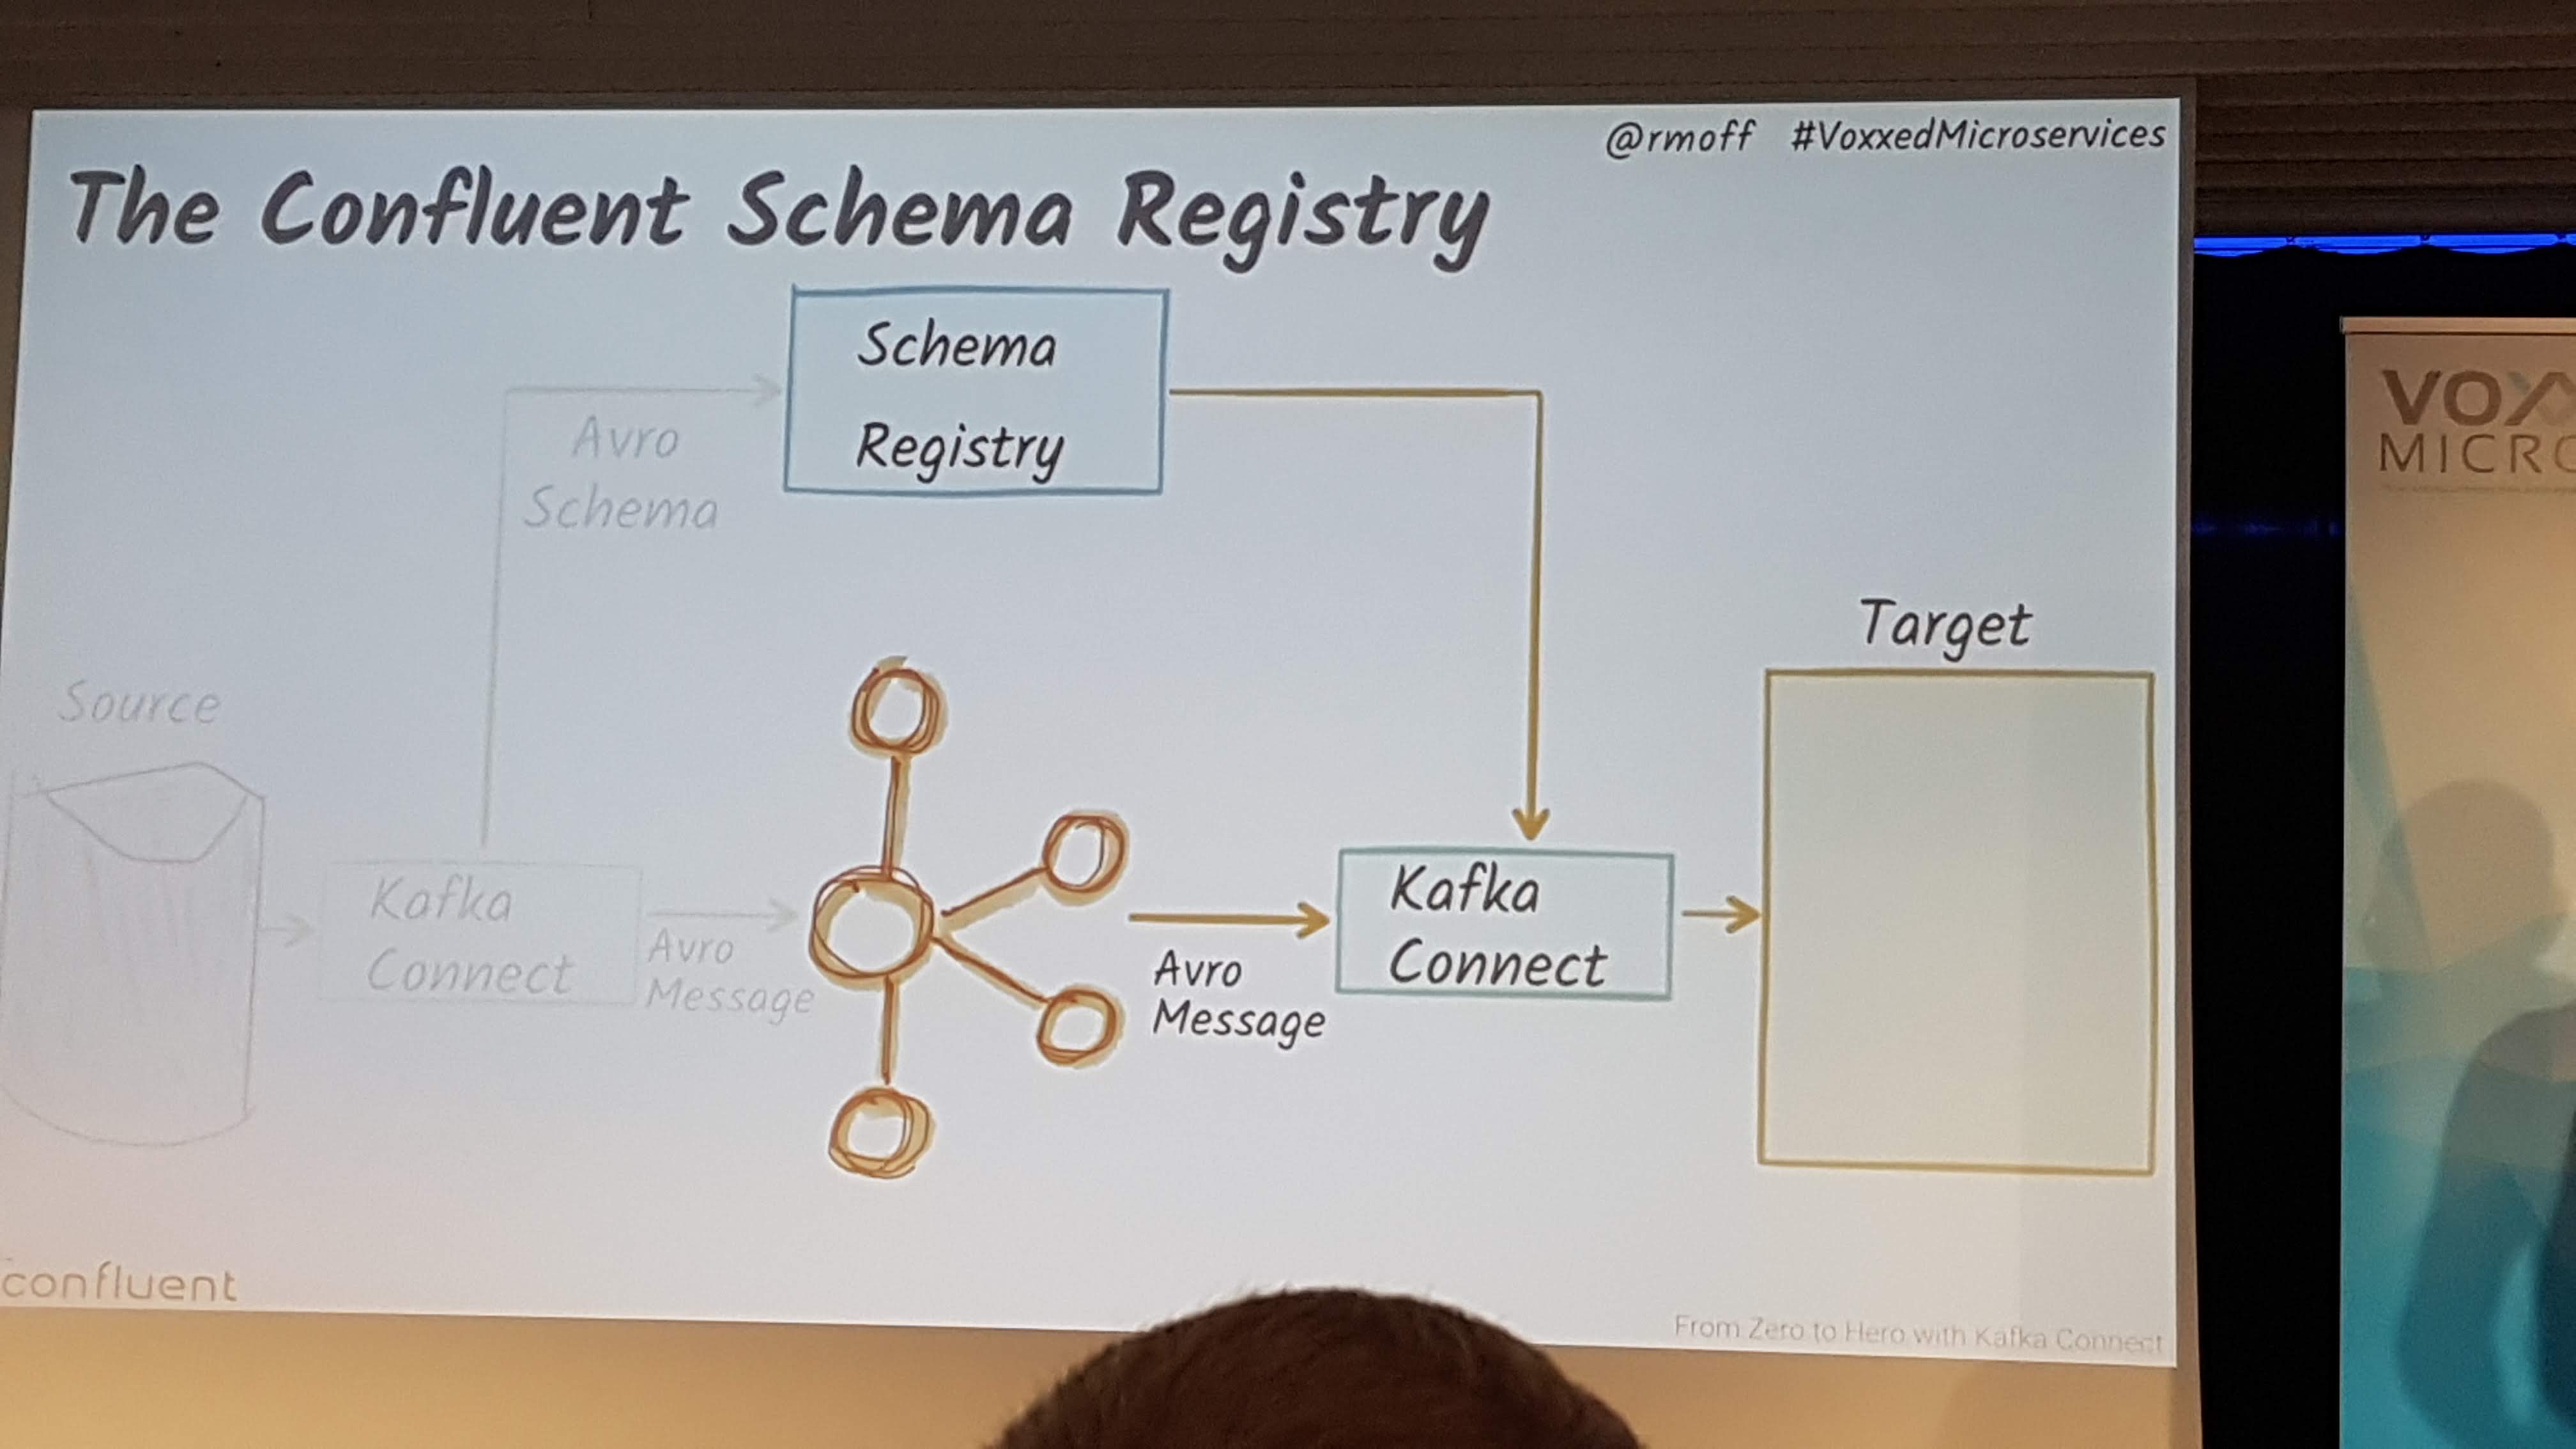 @rmoff #VoxxedMicroservices
The Confluent Schema Registry
Schema
Registry
Avro
Schema
Source
Target
Kafka
Connect
Avro
Message
Avro
Message
Kafka
Connect
confluent
From Zero to Hero with Kafka Connect
VOX
MICRO